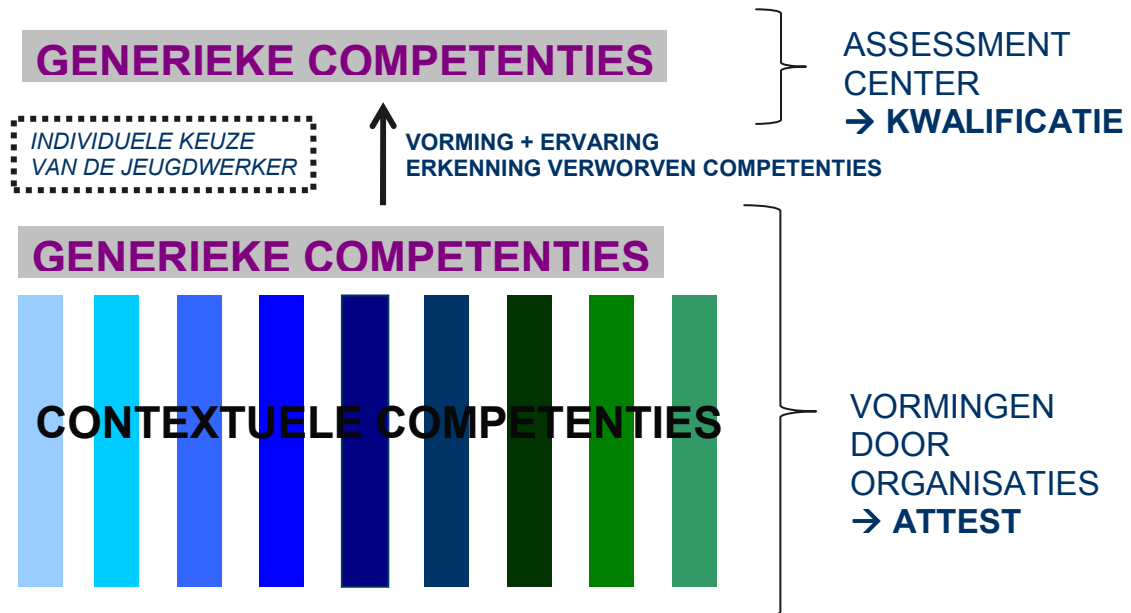 GENERIEKE COMPETENTIES
ASSESSMENT
CENTER
→ KWALIFICATIE
INDIVIDUELE KEUZE
VAN DE JEUGDWERKER
VORMING + ERVARING
ERKENNING VERWORVEN COMPETENTIES
GENERIEKE COMPETENTIES
CONTEXTUELE COMPETENTIES
VORMINGEN
DOOR
ORGANISATIES
→ ATTEST